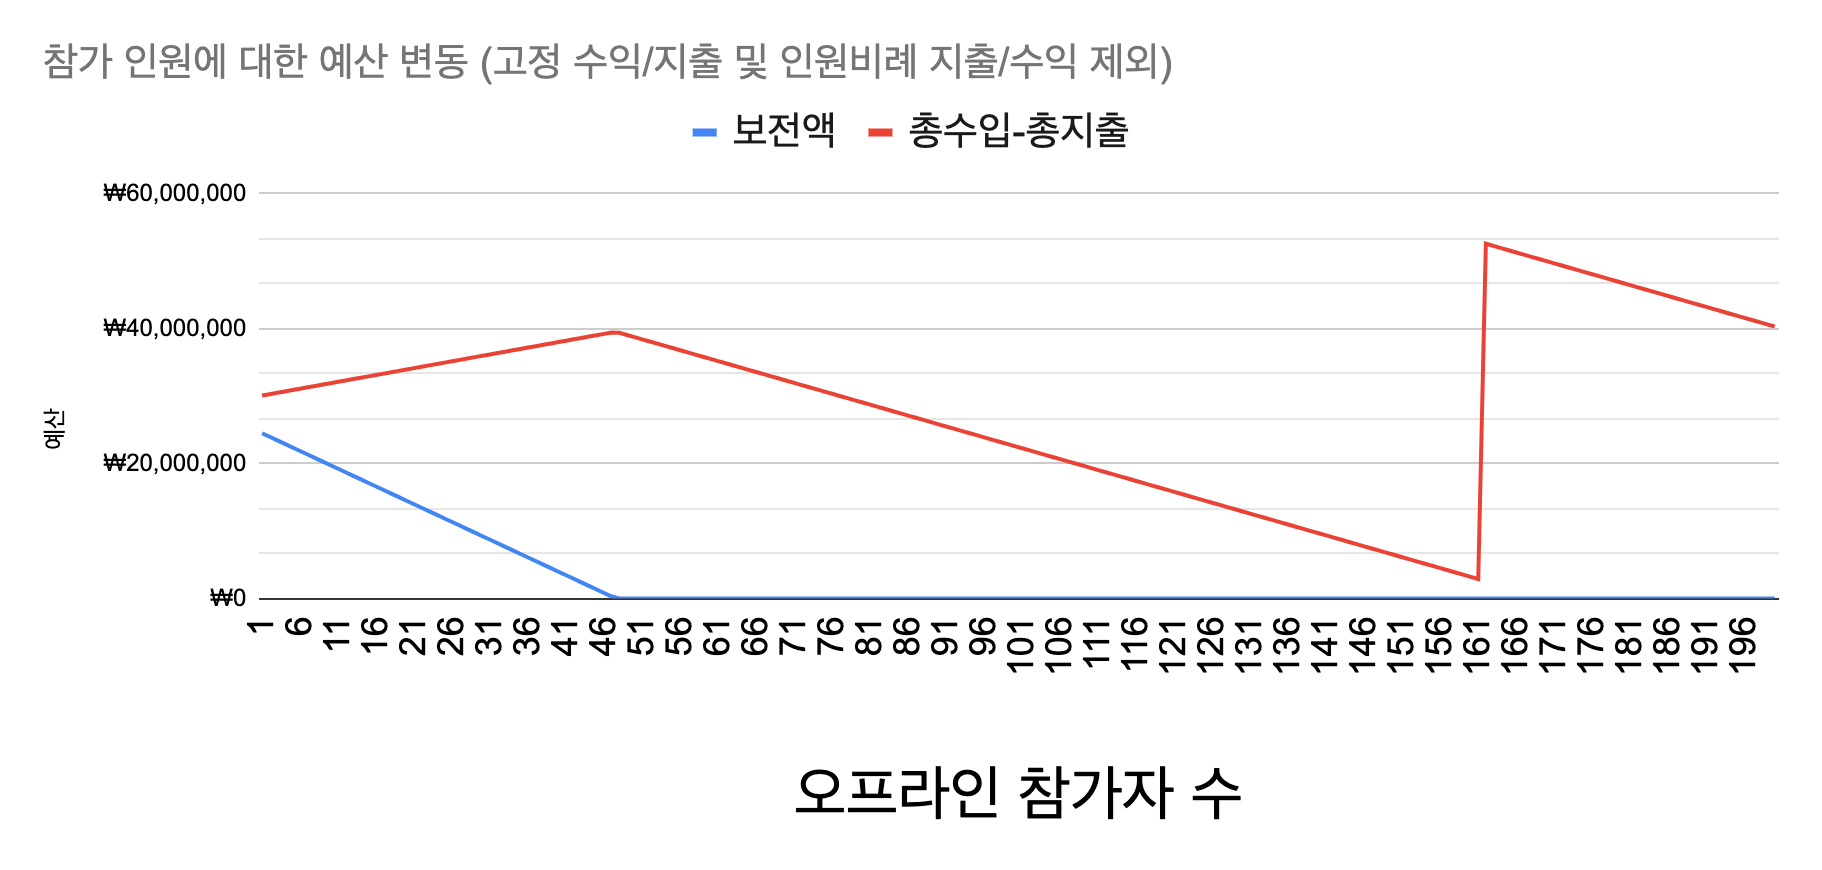 참가 인원에 대한 예산 변동 (고정 수익/지출 및 인원비례 지출/수익 제외)
보전액 총수입-총지출
₩60,000,000
₩40,000,000
₩20,000,000
₩0
예산
1 6 11 16 21 26 31 36 41 46 51 56 61 66 71 76 81 86 91 96 101 106 111 116 121 126 131 136 141 146 151 156 161 166 171 176 181 186 191 196
오프라인 참가자 수